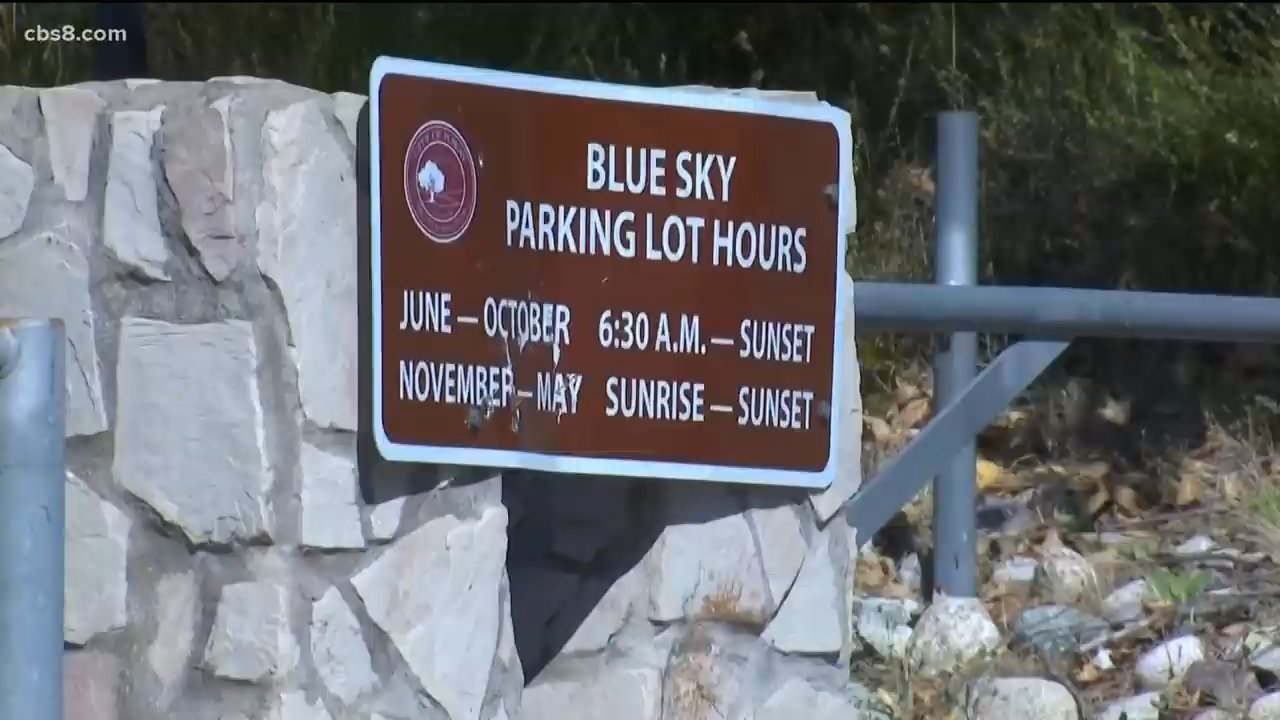 cbs8.com
BLUE SKY
PARKING LOT HOURS
JUNE — OCTOBER 6:30 A.M. — SUNSET
NOVEMBER — MAY SUNRISE — SUNSET